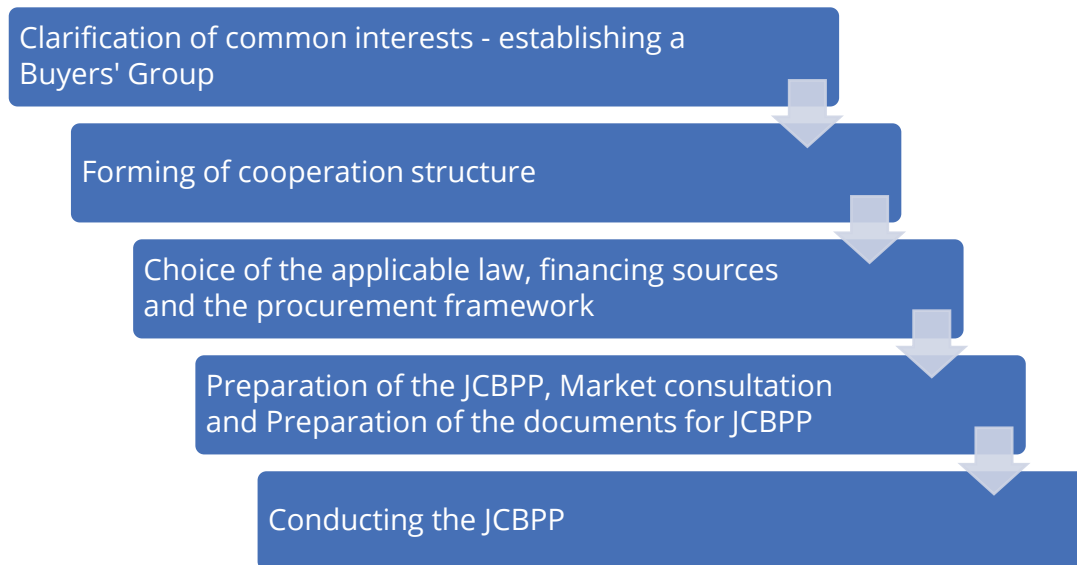 Clarification of common interests - establishing a
Buyers' Group
Forming of cooperation structure
Choice of the applicable law, financing sources
and the procurement framework
Preparation of the JCBPP, Market consultation
and Preparation of the documents for JCBPP
Conducting the JCBPP